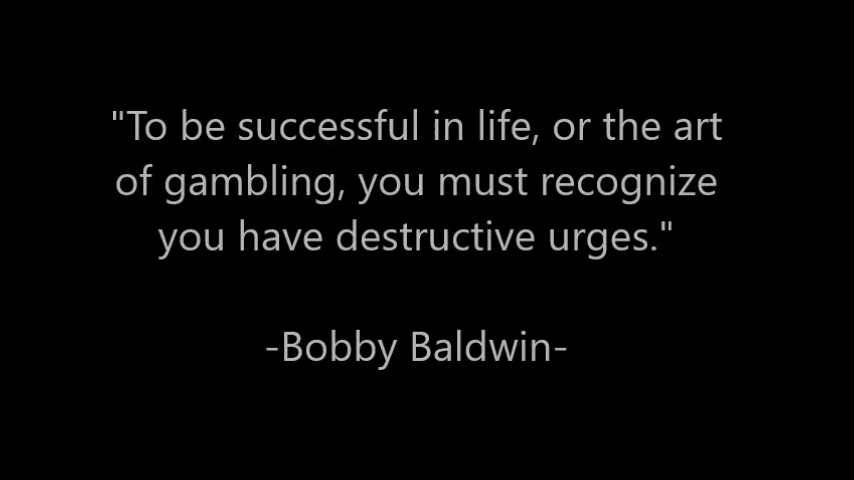 "To be successful in life, or the art
of gambling, you must recognize
you have destructive urges."
-Bobby Baldwin-